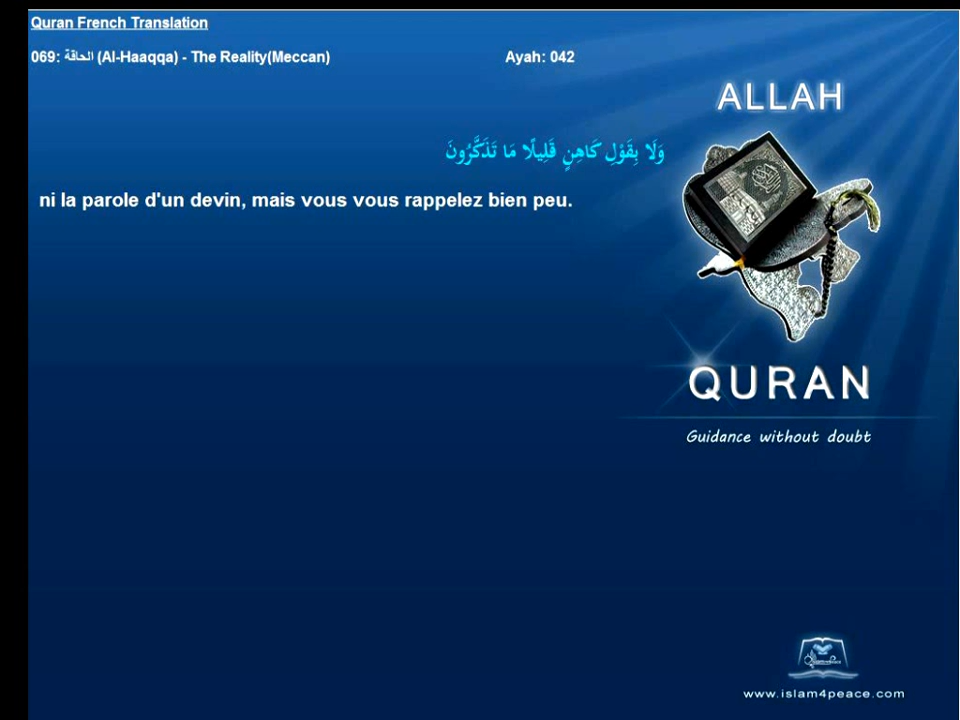 Quran French Translation
069: الحاقة (Al-Haaqqa) - The Reality(Meccan) Ayah: 042
ALLAH
وَلَا بِقَوْلِ كَاهِنٍ قَلِيلًا مَا تَذَكَّرُونَ
ni la parole d'un devin, mais vous vous rappelez bien peu.
QURAN
Guidance without doubt
www.islam4peace.com